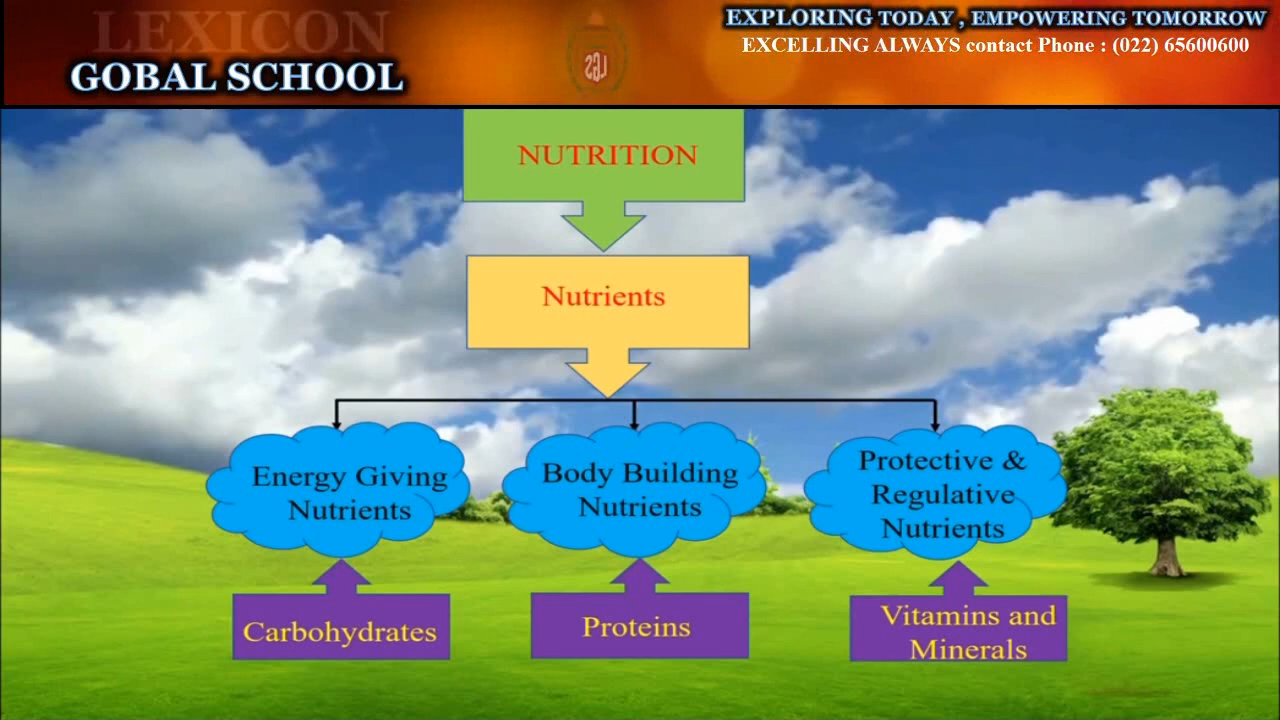 LEXICON
GOBAL SCHOOL
EXPLORING TODAY , EMPOWERING TOMORROW
EXCELLING ALWAYS contact Phone : (022) 65600600
NUTRITION
Nutrients
Energy Giving
Nutrients
Body Building
Nutrients
Protective &
Regulative
Nutrients
Carbohydrates
Proteins
Vitamins and
Minerals